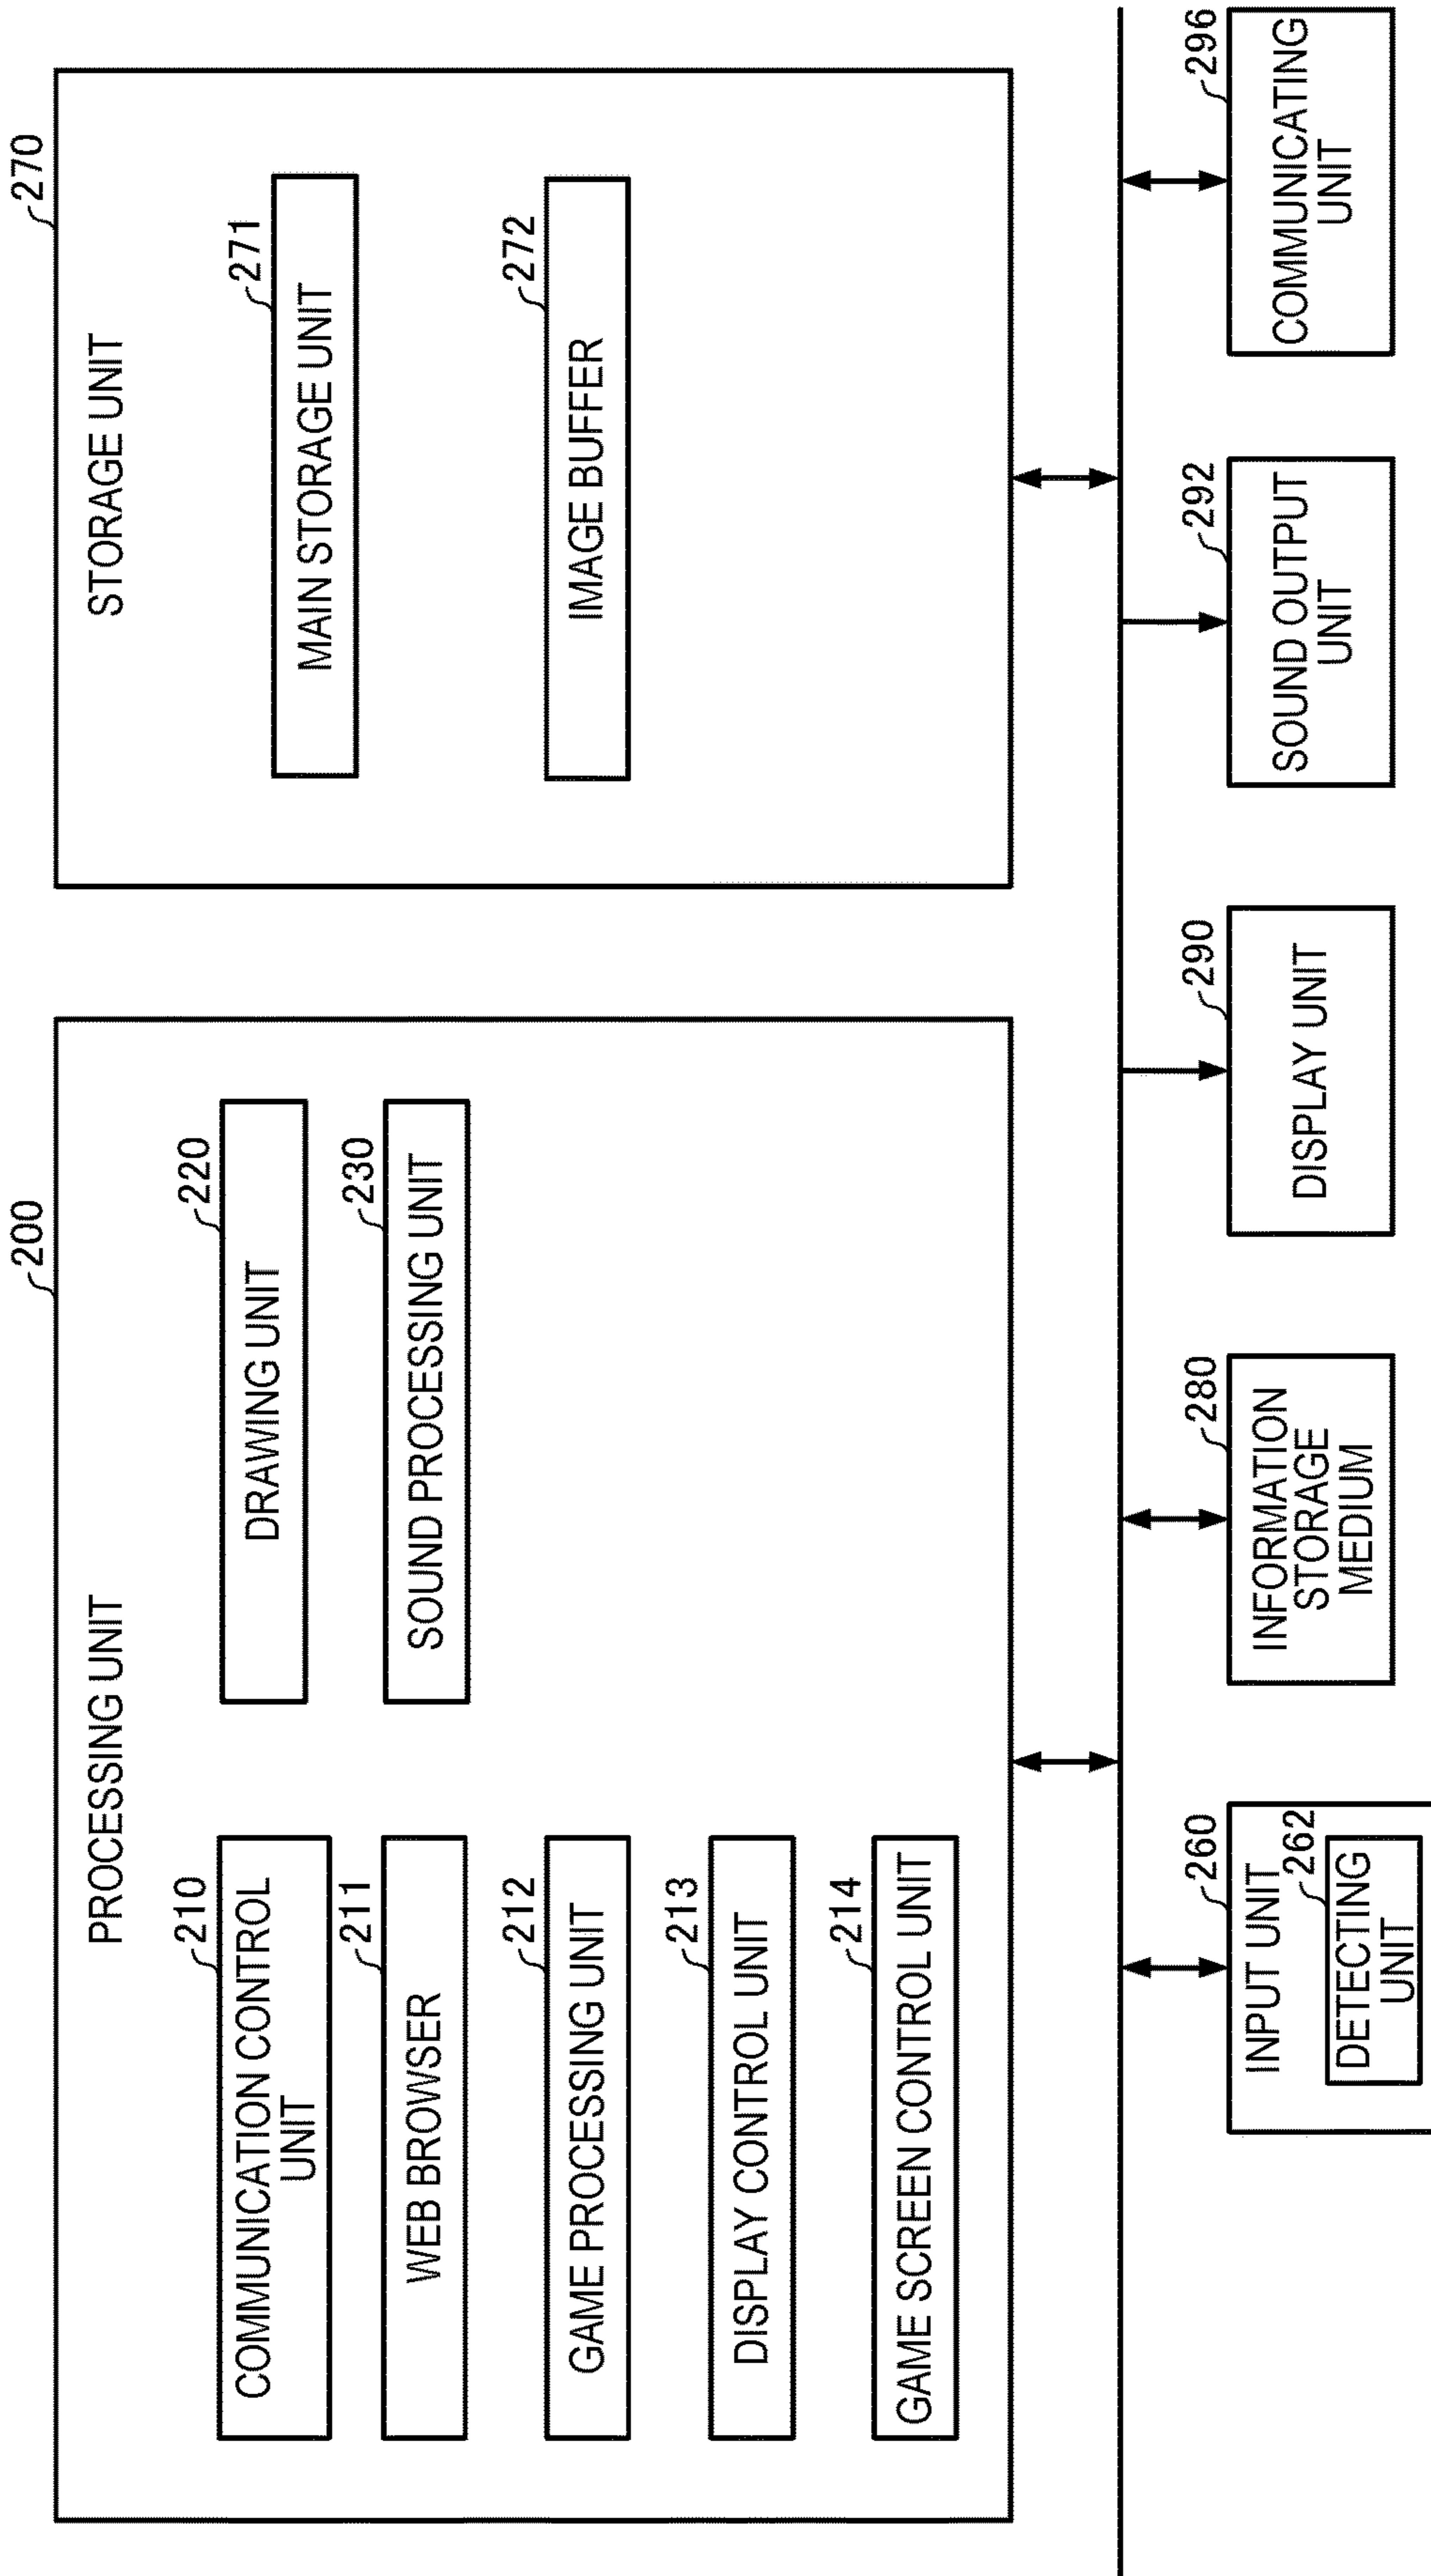 200
PROCESSING UNIT
210
COMMUNICATION CONTROL
UNIT
211
WEB BROWSER
212
GAME PROCESSING UNIT
213
DISPLAY CONTROL UNIT
214
GAME SCREEN CONTROL UNIT
220
DRAWING UNIT
230
SOUND PROCESSING UNIT
270
STORAGE UNIT
271
MAIN STORAGE UNIT
272
IMAGE BUFFER
260
INPUT UNIT
262
DETECTING
UNIT
280
INFORMATION
STORAGE
MEDIUM
290
DISPLAY UNIT
292
SOUND OUTPUT
UNIT
296
COMMUNICATING
UNIT